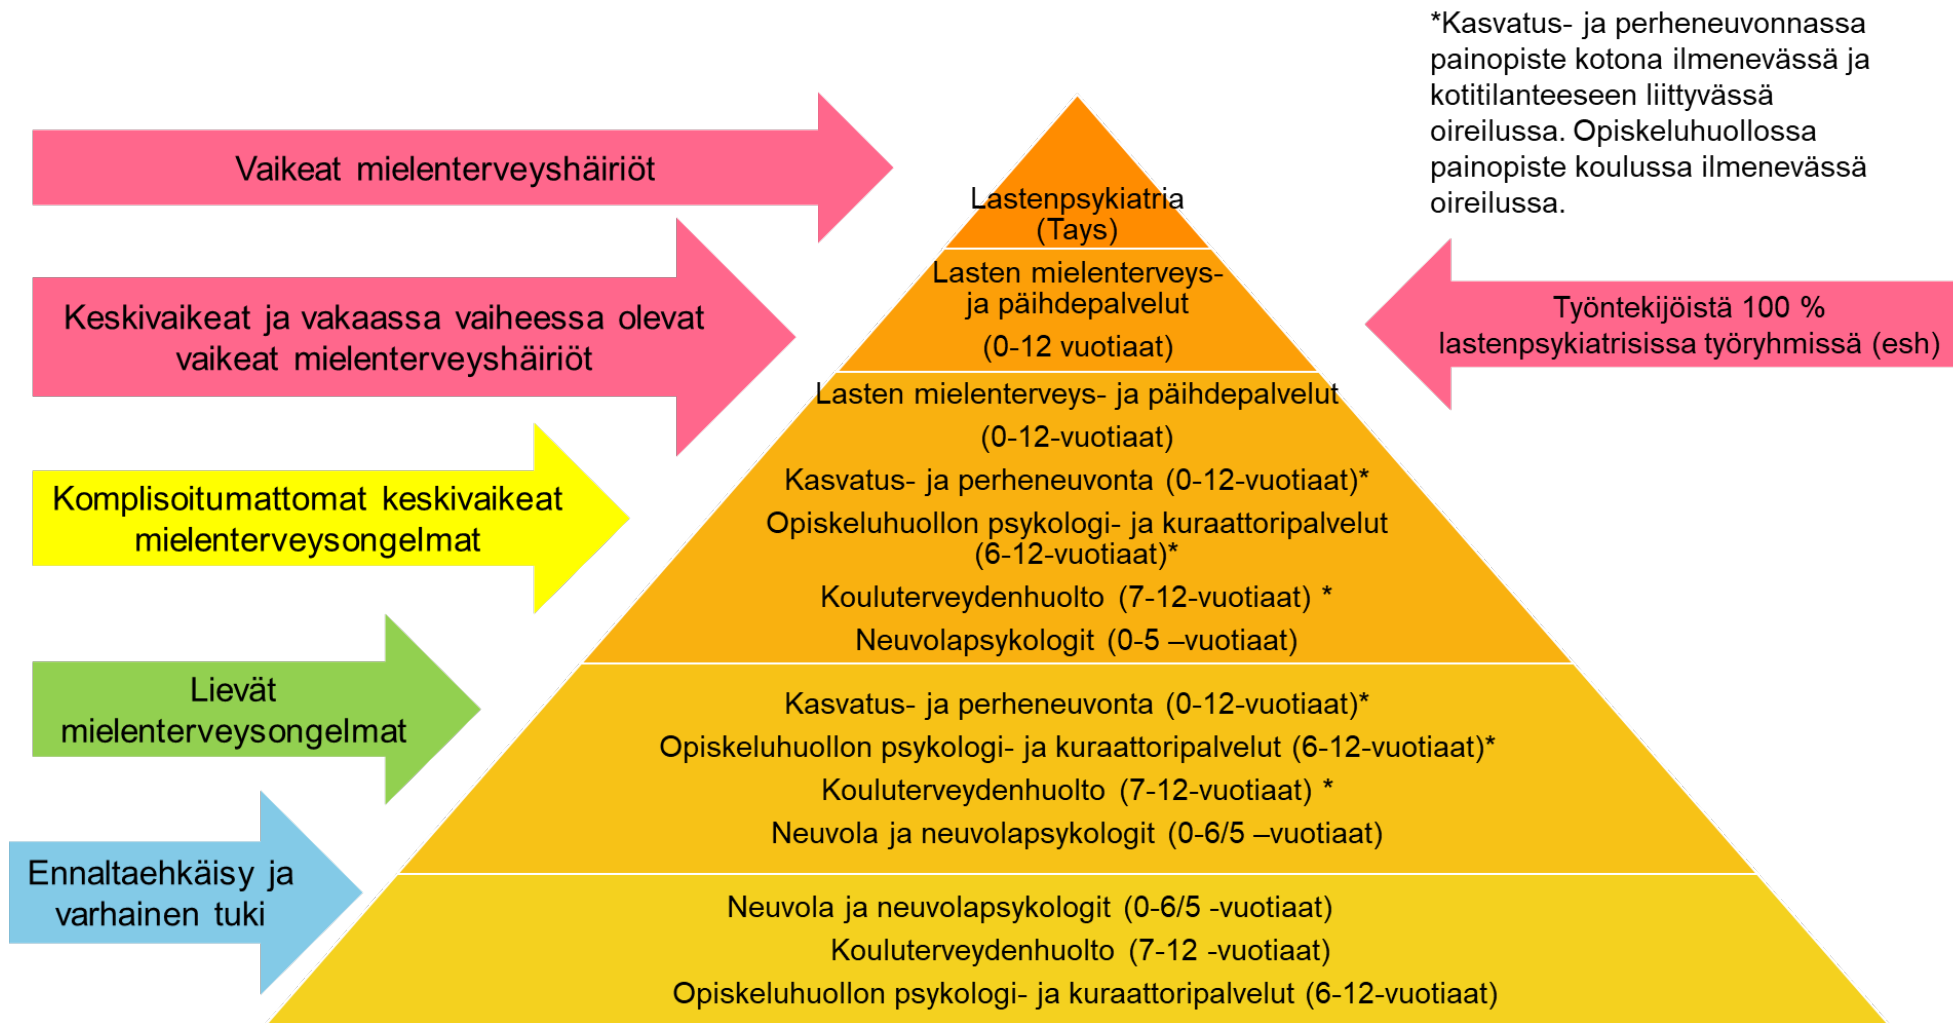 *Kasvatus- ja perheneuvonnassa
painopiste kotona ilmenevässä ja
kotitilanteeseen liittyvässä
oireilussa. Opiskeluhuollossa
painopiste koulussa ilmenevässä
oireilussa.
Vaikeat mielenterveyshäiriöt
Lastenpsykiatria
(Tays)
Keskivaikeat ja vakaassa vaiheessa olevat
vaikeat mielenterveyshäiriöt
Lasten mielenterveys-
ja päihdepalvelut
(0-12 vuotiaat)
Työntekijöistä 100 %
lastenpsykiatrisissa työryhmissä (esh)
Komplisoitumattomat keskivaikeat
mielenterveysongelmat
Lasten mielenterveys- ja päihdepalvelut
(0-12-vuotiaat)
Kasvatus- ja perheneuvonta (0-12-vuotiaat)*
Opiskeluhuollon psykologi- ja kuraattoripalvelut
(6-12-vuotiaat)*
Kouluterveydenhuolto (7-12-vuotiaat) *
Neuvolapsykologit (0-5 –vuotiaat)
Lievät
mielenterveysongelmat
Kasvatus- ja perheneuvonta (0-12-vuotiaat)*
Opiskeluhuollon psykologi- ja kuraattoripalvelut (6-12-vuotiaat)*
Kouluterveydenhuolto (7-12-vuotiaat) *
Neuvola ja neuvolapsykologit (0-6/5 –vuotiaat)
Ennaltaehkäisy ja
varhainen tuki
Neuvola ja neuvolapsykologit (0-6/5 -vuotiaat)
Kouluterveydenhuolto (7-12 -vuotiaat)
Opiskeluhuollon psykologi- ja kuraattoripalvelut (6-12-vuotiaat)